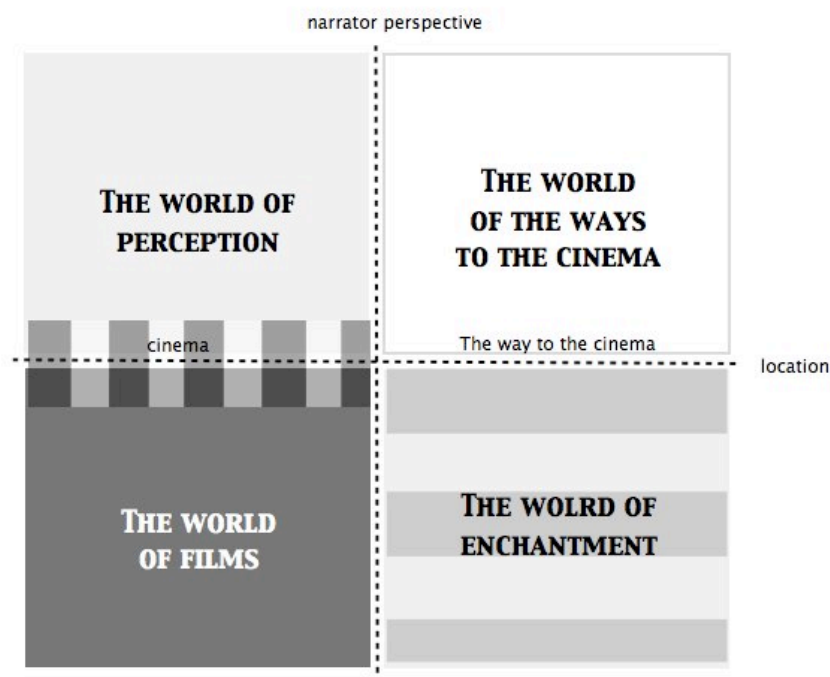 narrator perspective
THE WORLD OF
PERCEPTION
THE WORLD
OF THE WAYS
TO THE CINEMA
cinema
The way to the cinema
location
THE WORLD
OF FILMS
THE WOLRD OF
ENCHANTMENT